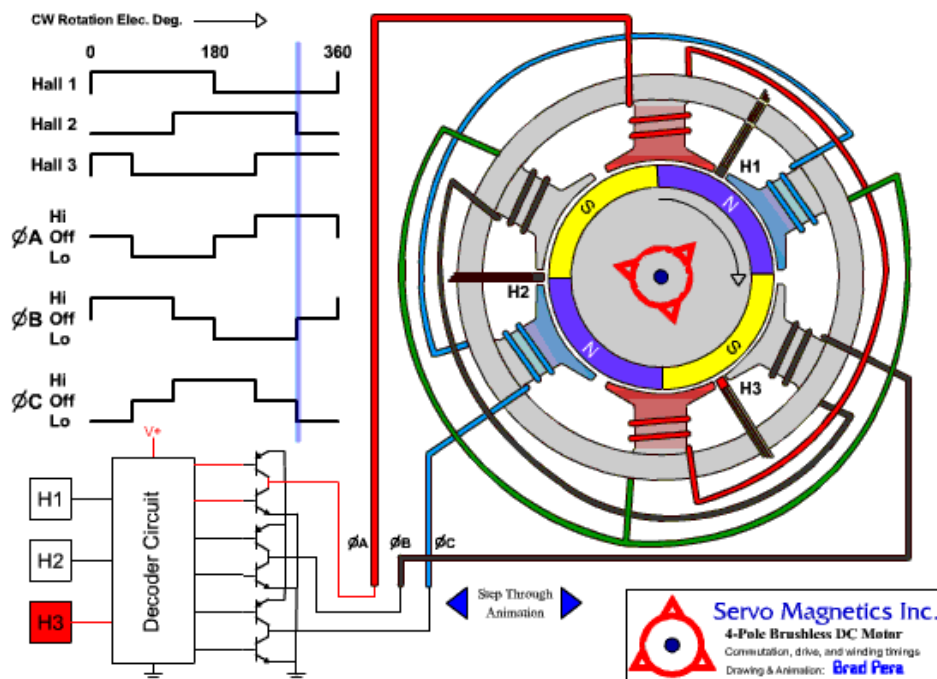 CW Rotation Elec. Deg.
0 180 360
Hall 1
Hall 2
Hall 3
Hi
ØA Off
Lo
Hi
ØB Off
Lo
Hi
ØC Off
Lo
V+
H1
H2
H3
Decoder Circuit
ØA ØB ØC
H1
H2
H3
S
N
N
S
Step Through
Animation
Servo Magnetics Inc.
4-Pole Brushless DC Motor
Commutation, drive, and winding timings
Drawing & Animation: Brad Pera